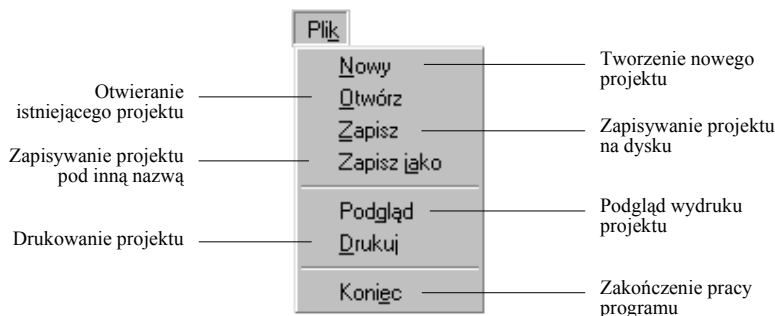 Plik
Nowy
Tworzenie nowego
projektu
Otwieranie
istniejącego projektu
Otwórz
Zapisz
Zapisywanie projektu
na dysku
Zapisywanie projektu
pod inną nazwą
Zapisz jako
Podgląd
Podgląd wydruku
projektu
Drukowanie projektu
Drukuj
Koniec
Zakończenie pracy
programu